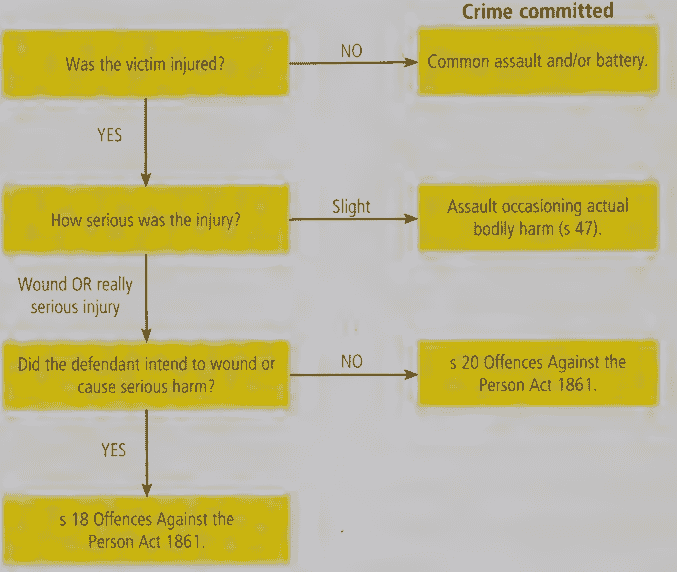 Crime committed
Was the victim injured?
NO
Common assault and/or battery.
YES
How serious was the injury?
Slight
Assault occasioning actual
bodily harm (s 47).
Wound OR really
serious injury
Did the defendant intend to wound or
cause serious harm?
NO
s 20 Offences Against the
Person Act 1861.
YES
s 18 Offences Against the
Person Act 1861.